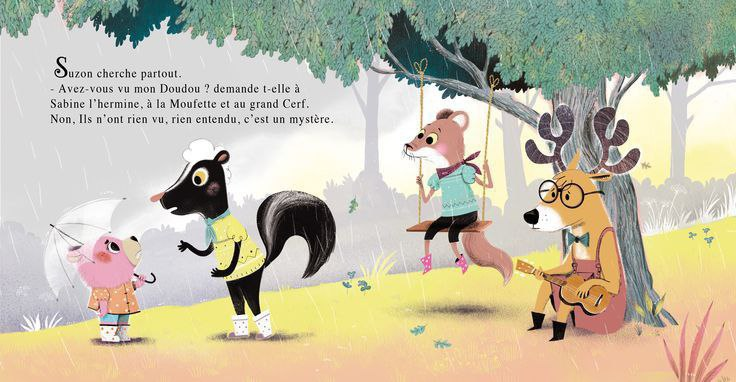 Suzon cherche partout.
- Avez-vous vu mon Doudou ? demande t-elle à
Sabine l’hermine, à la Moufette et au grand Cerf.
Non, Ils n’ont rien vu, rien entendu, c’est un mystère.